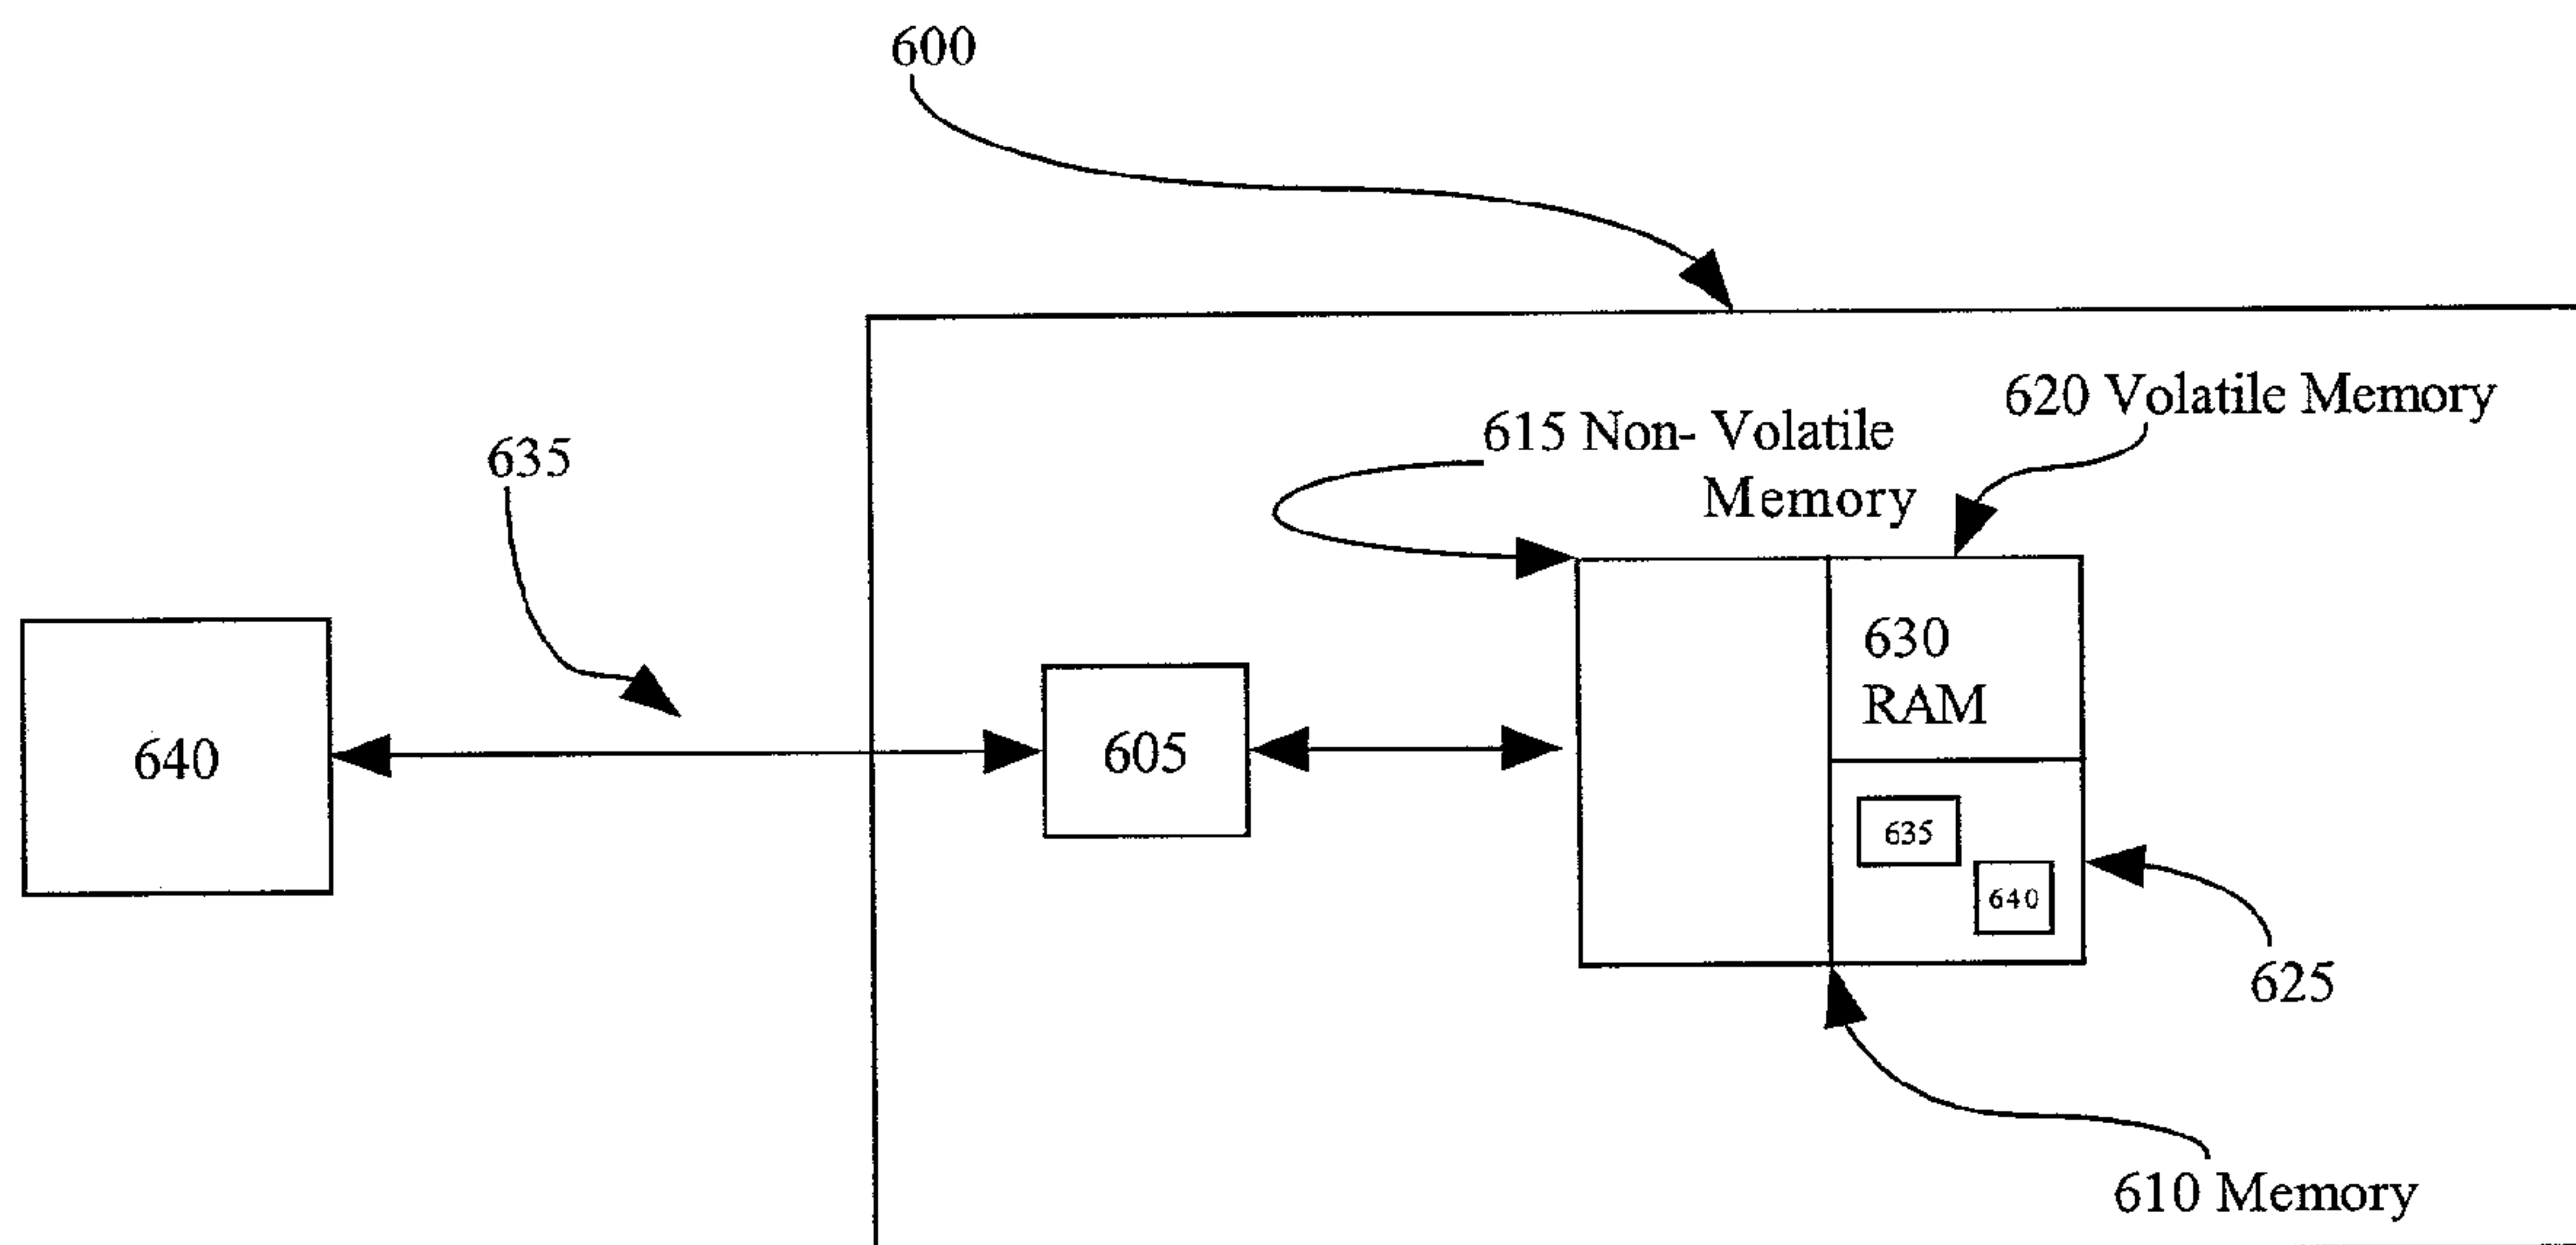 600
620 Volatile Memory
615 Non- Volatile
Memory
635
630
RAM
640
605
635
640
625
610 Memory